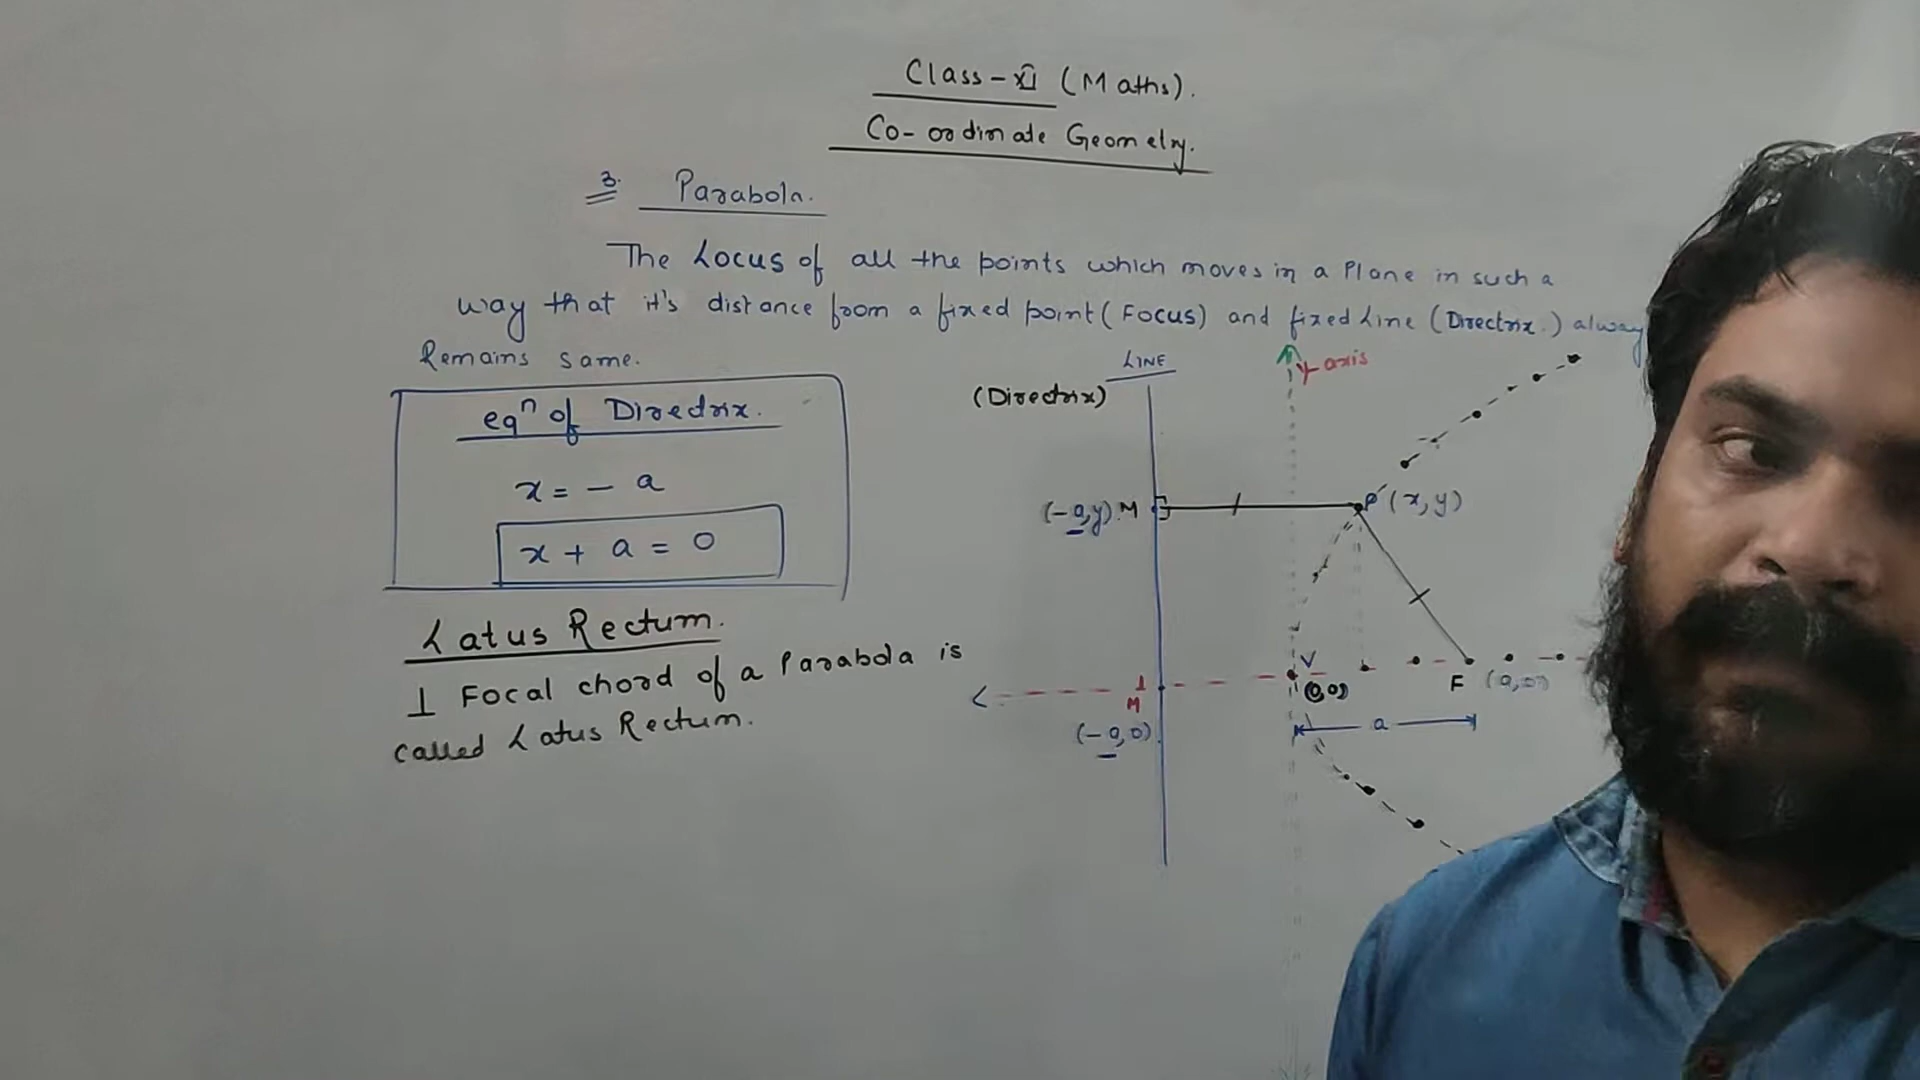 Class-XI (Maths).
Co-ordinate Geometry.
3. Parabola.
The Locus of all the points which moves in a Plane in such a
way that it's distance from a fixed point (Focus) and fixed Line (Directrix.) alway
Remains same.
eqⁿ of Directrix.
x = - a
x + a = 0
Latus Rectum.
⊥ Focal chord of a Parabola is
called Latus Rectum.
LINE
(Directrix)
Y-axis
(-a,y) M
P (x,y)
V
M
(0,0)
F (a,0)
(-a,0)
a